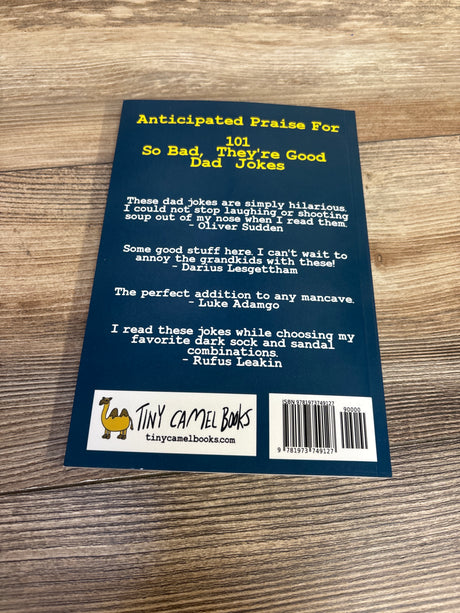 Anticipated Praise For
101
So Bad, They're Good
Dad Jokes
These dad jokes are simply hilarious.
I could not stop laughing or shooting
soup out of my nose when I read them.
- Oliver Sudden
Some good stuff here. I can't wait to
annoy the grandkids with these!
- Darius Lesgettham
The perfect addition to any mancave.
- Luke Adamgo
I read these jokes while choosing my
favorite dark sock and sandal
combinations.
- Rufus Leakin
TINY CAMEL BOOKS
tinycamelbooks.com
ISBN 9781973749127
90000
9 781973 749127